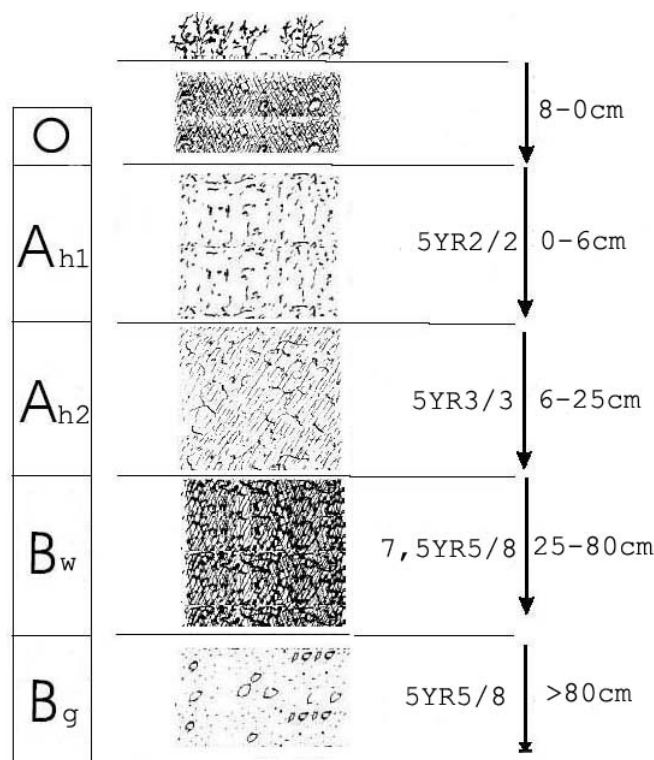 O 8-0cm
Ah1 5YR2/2 0-6cm
Ah2 5YR3/3 6-25cm
Bw 7,5YR5/8 25-80cm
Bg 5YR5/8 >80cm